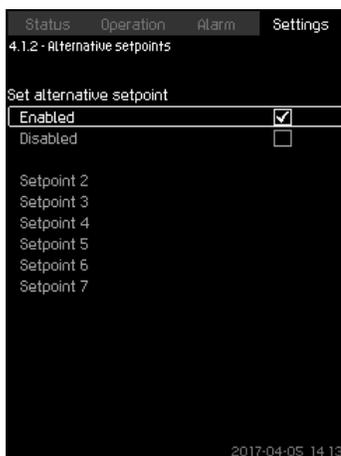 Status Operation Alarm Settings
4.1.2 - Alternative setpoints
Set alternative setpoint
Enabled
Disabled
Setpoint 2
Setpoint 3
Setpoint 4
Setpoint 5
Setpoint 6
Setpoint 7
2017-04-05 14:13